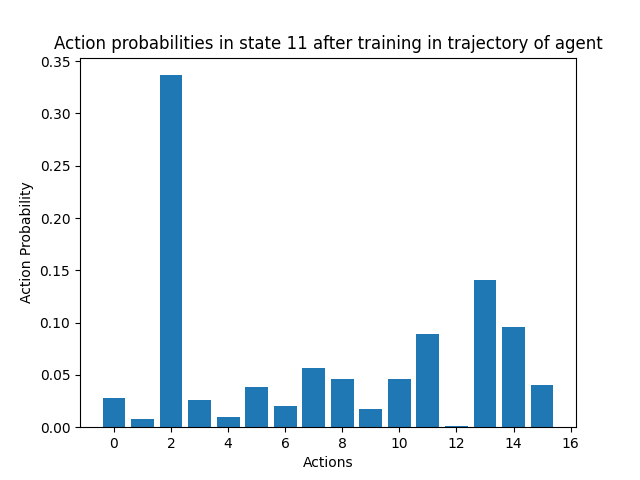 Action probabilities in state 11 after training in trajectory of agent
0.35
0.30
0.25
0.20
0.15
0.10
0.05
0.00
Action Probability
0 2 4 6 8 10 12 14 16
Actions